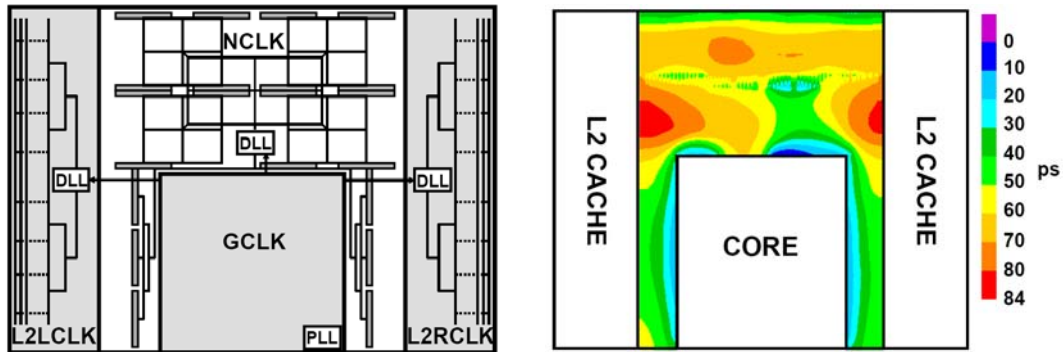 NCLK
DLL
DLL
DLL
GCLK
PLL
L2LCLK
L2RCLK
L2 CACHE
CORE
L2 CACHE
0
10
20
30
40
50
60
70
80
84
ps